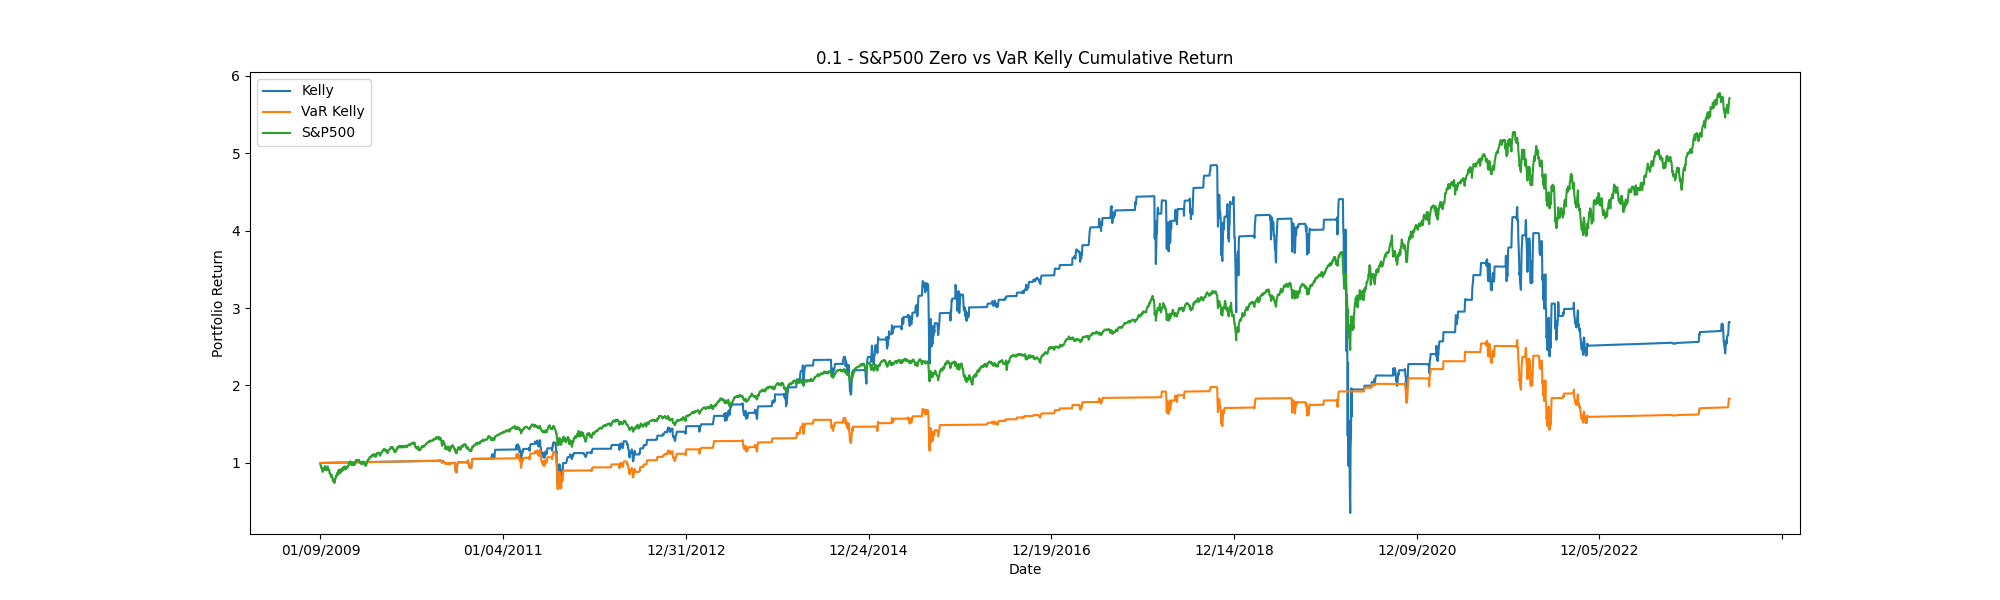 0.1 - S&P500 Zero vs VaR Kelly Cumulative Return
Kelly
VaR Kelly
S&P500
Portfolio Return
6
5
4
3
2
1
01/09/2009
01/04/2011
12/31/2012
12/24/2014
12/19/2016
12/14/2018
12/09/2020
12/05/2022
Date